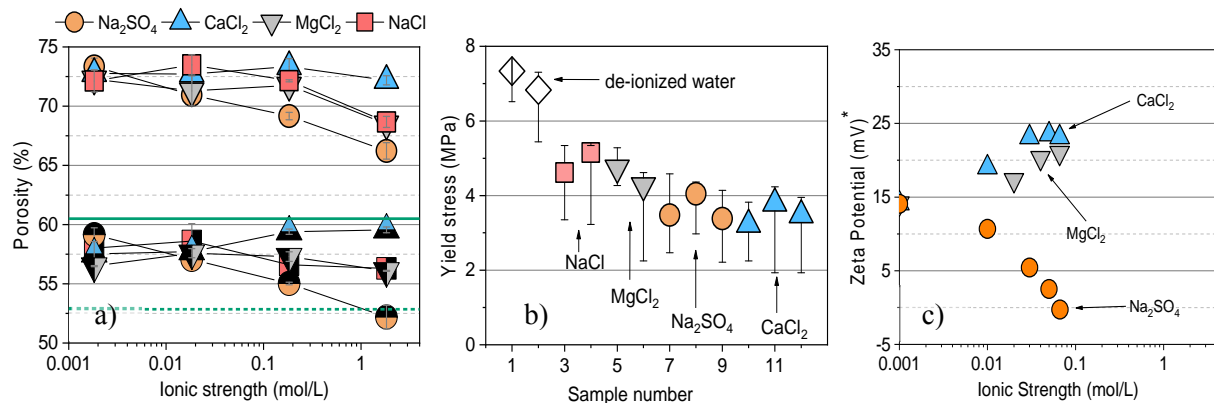 Na₂SO₄ CaCl₂ MgCl₂ NaCl
75
70
65
60
55
50
Porosity (%)
a)
0.001 0.01 0.1 1
Ionic strength (mol/L)
8
6
4
2
0
Yield stress (MPa)
de-ionized water
NaCl
MgCl₂
Na₂SO₄
CaCl₂
b)
1 3 5 7 9 11
Sample number
35
25
15
5
-5
Zeta Potential (mV)*
CaCl₂
MgCl₂
Na₂SO₄
c)
0.001 0.01 0.1 1
Ionic Strength (mol/L)